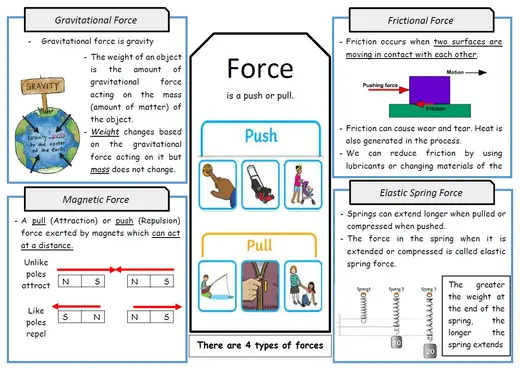 Gravitational Force
- Gravitational force is gravity
- The weight of an object
is the amount of
gravitational force
acting on the mass
(amount of matter) of
the object.
- Weight changes based
on the gravitational
force acting on it but
mass does not change.
GRAVITY
Magnetic Force
- A pull (Attraction) or push (Repulsion)
force exerted by magnets which can act
at a distance.
Unlike
poles
attract
N S N S
Like
poles
repel
S N N S
Force
is a push or pull.
Push
Pull
There are 4 types of forces
Frictional Force
- Friction occurs when two surfaces are
moving in contact with each other.
Motion
Pushing force
Friction
- Friction can cause wear and tear. Heat is
also generated in the process.
- We can reduce friction by using
lubricants or changing materials of the
Elastic Spring Force
- Springs can extend longer when pulled or
compressed when pushed.
- The force in the spring when it is
extended or compressed is called elastic
spring force.
The greater
the weight at
the end of the
spring, the
longer the
spring extends
10
20